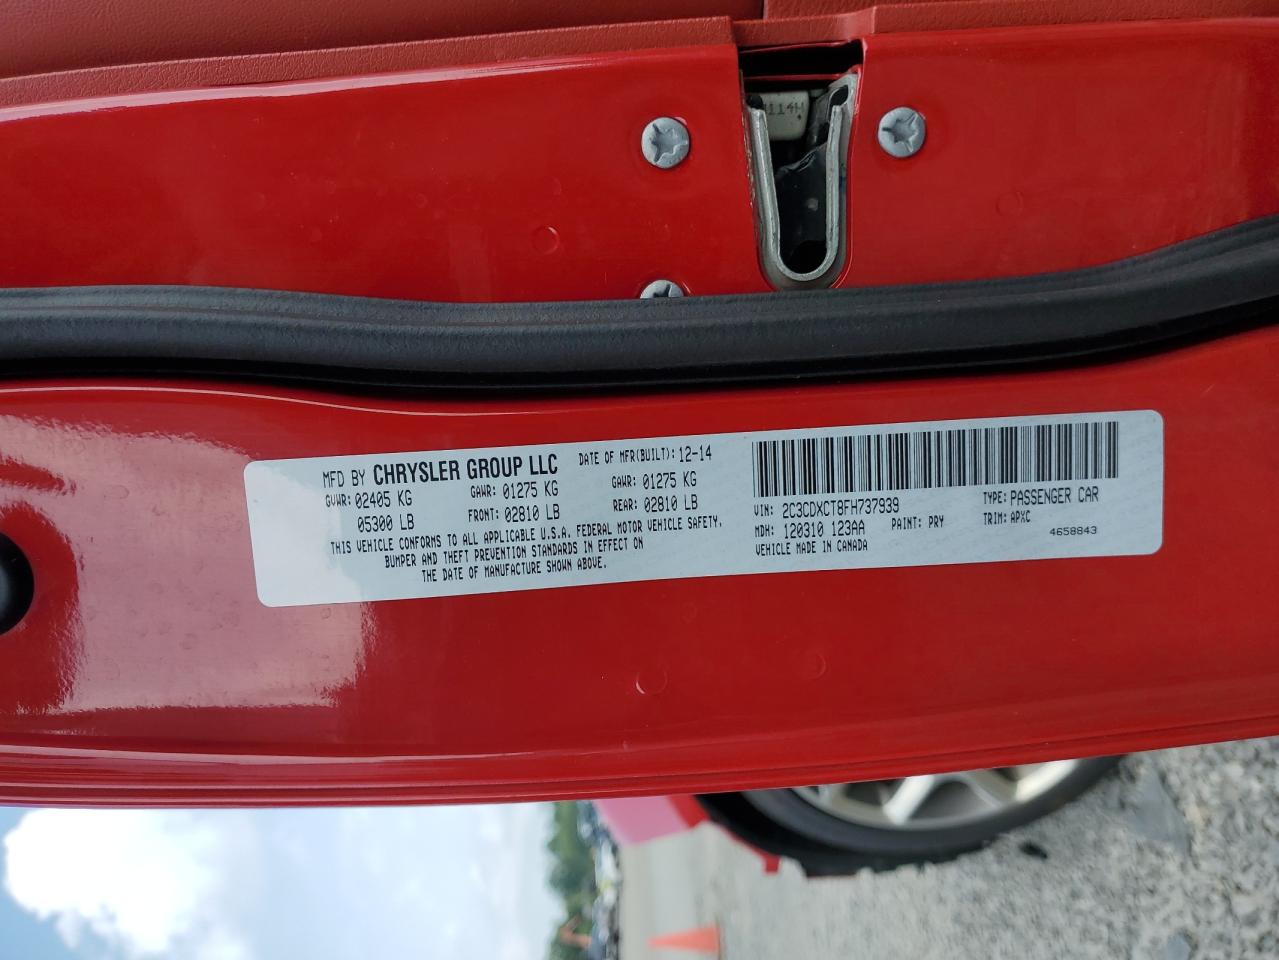 114H
MFD BY CHRYSLER GROUP LLC DATE OF MFR(BUILT): 12-14
GVWR: 02405 KG GAWR: 01275 KG GAWR: 01275 KG
05300 LB FRONT: 02810 LB REAR: 02810 LB
THIS VEHICLE CONFORMS TO ALL APPLICABLE U.S.A. FEDERAL MOTOR VEHICLE SAFETY,
BUMPER AND THEFT PREVENTION STANDARDS IN EFFECT ON
THE DATE OF MANUFACTURE SHOWN ABOVE.
VIN: 2C3CDXCT8FH737939 TYPE: PASSENGER CAR
MDH: 120310 123AA PAINT: PRY TRIM: APXC
VEHICLE MADE IN CANADA 4658843